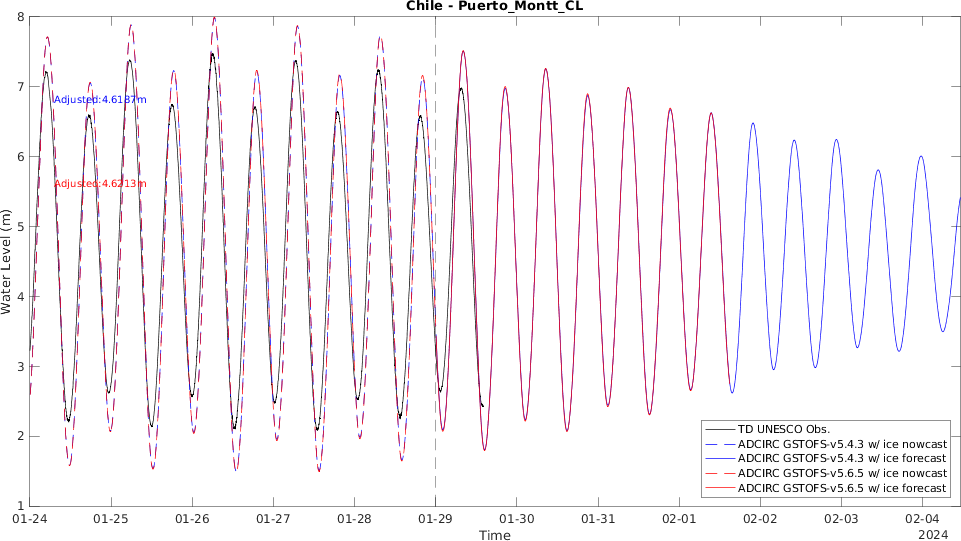 Chile - Puerto_Montt_CL
8
7
6
5
4
3
2
1
Water Level (m)
Adjusted:4.6187m
Adjusted:4.6213m
TD UNESCO Obs.
ADCIRC GSTOFS-v5.4.3 w/ ice nowcast
ADCIRC GSTOFS-v5.4.3 w/ ice forecast
ADCIRC GSTOFS-v5.6.5 w/ ice nowcast
ADCIRC GSTOFS-v5.6.5 w/ ice forecast
01-24 01-25 01-26 01-27 01-28 01-29 01-30 01-31 02-01 02-02 02-03 02-04
Time
2024